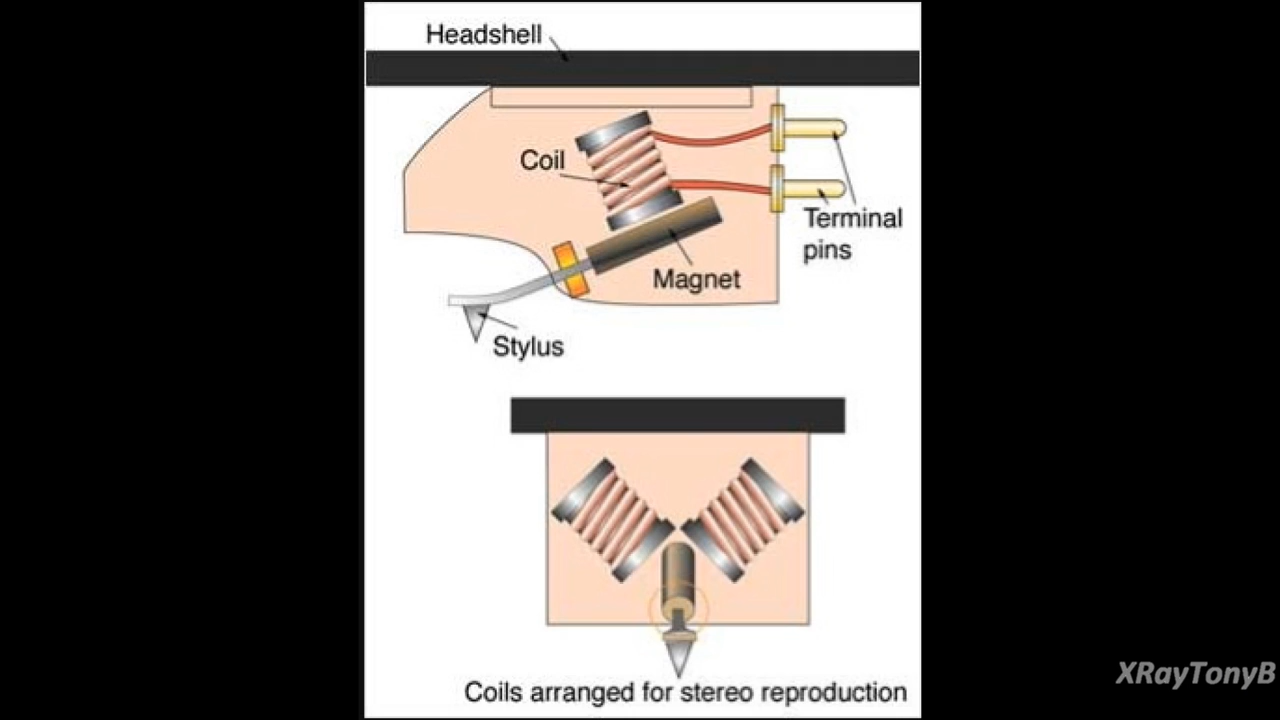 Headshell
Coil
Terminal
pins
Magnet
Stylus
Coils arranged for stereo reproduction
XRayTonyB